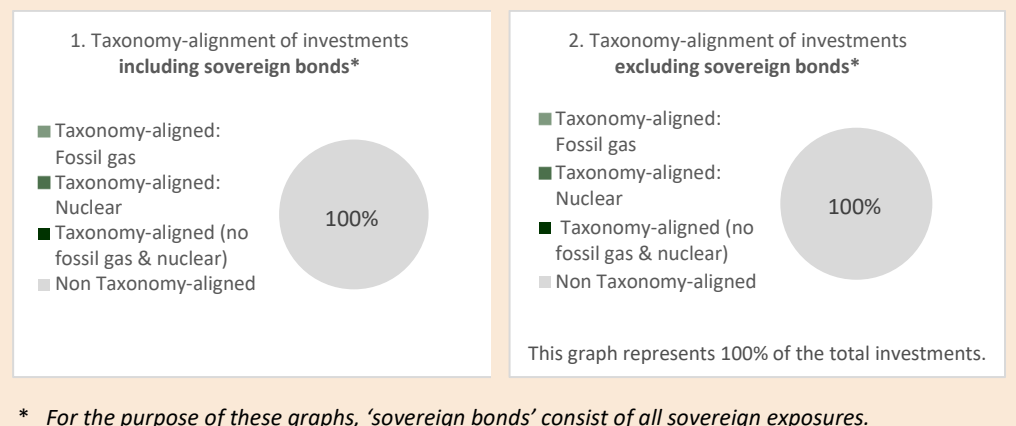 1. Taxonomy-alignment of investments
including sovereign bonds*
Taxonomy-aligned:
Fossil gas
Taxonomy-aligned:
Nuclear
Taxonomy-aligned (no
fossil gas & nuclear)
Non Taxonomy-aligned
100%
2. Taxonomy-alignment of investments
excluding sovereign bonds*
Taxonomy-aligned:
Fossil gas
Taxonomy-aligned:
Nuclear
Taxonomy-aligned (no
fossil gas & nuclear)
Non Taxonomy-aligned
100%
This graph represents 100% of the total investments.
* For the purpose of these graphs, ‘sovereign bonds’ consist of all sovereign exposures.